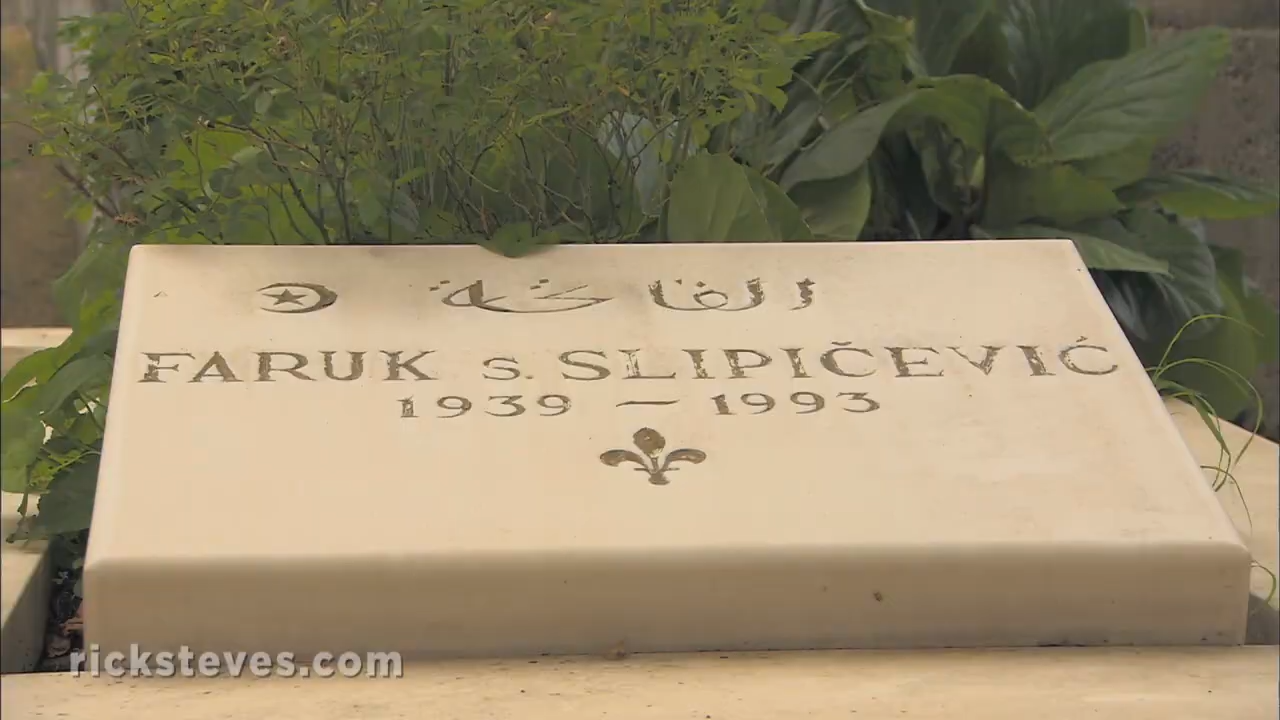 الفاتحة
FARUK S. SLIPIČEVIĆ
1939 – 1993
ricksteves.com